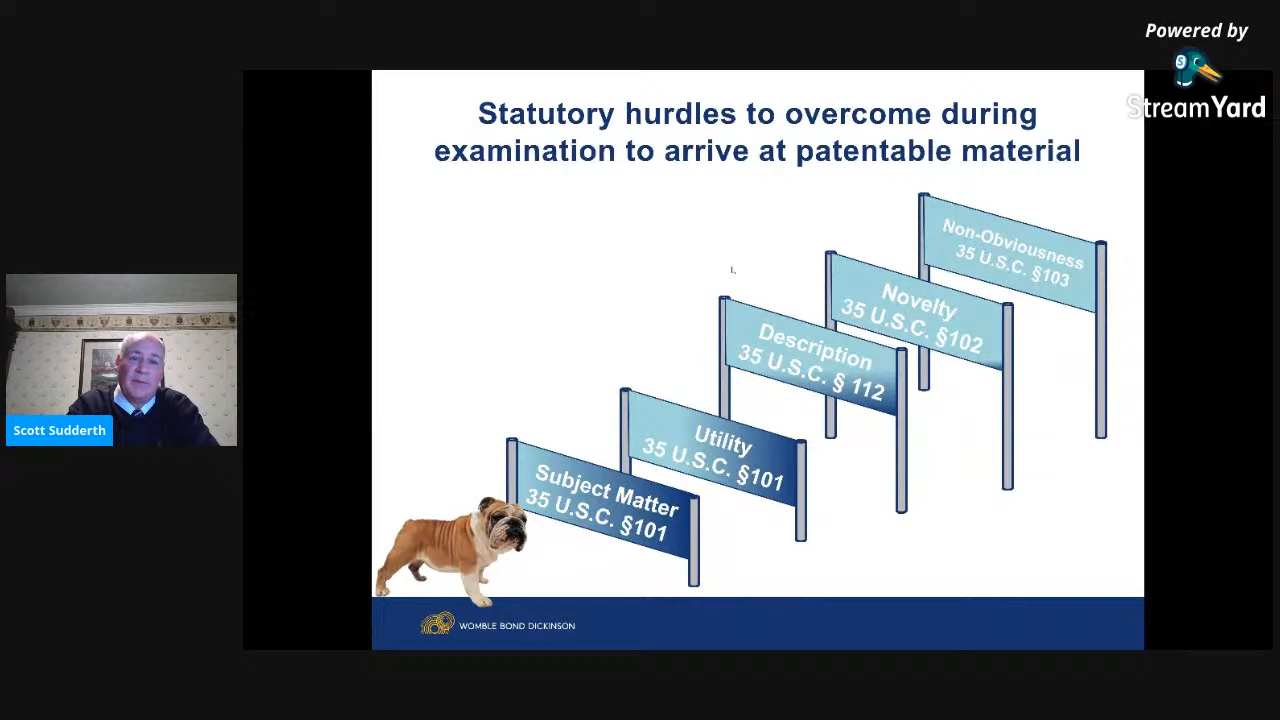 Powered by
StreamYard
Statutory hurdles to overcome during
examination to arrive at patentable material
Non-Obviousness
35 U.S.C. §103
Novelty
35 U.S.C. §102
Description
35 U.S.C. § 112
Utility
35 U.S.C. §101
Subject Matter
35 U.S.C. §101
Scott Sudderth
WOMBLE BOND DICKINSON